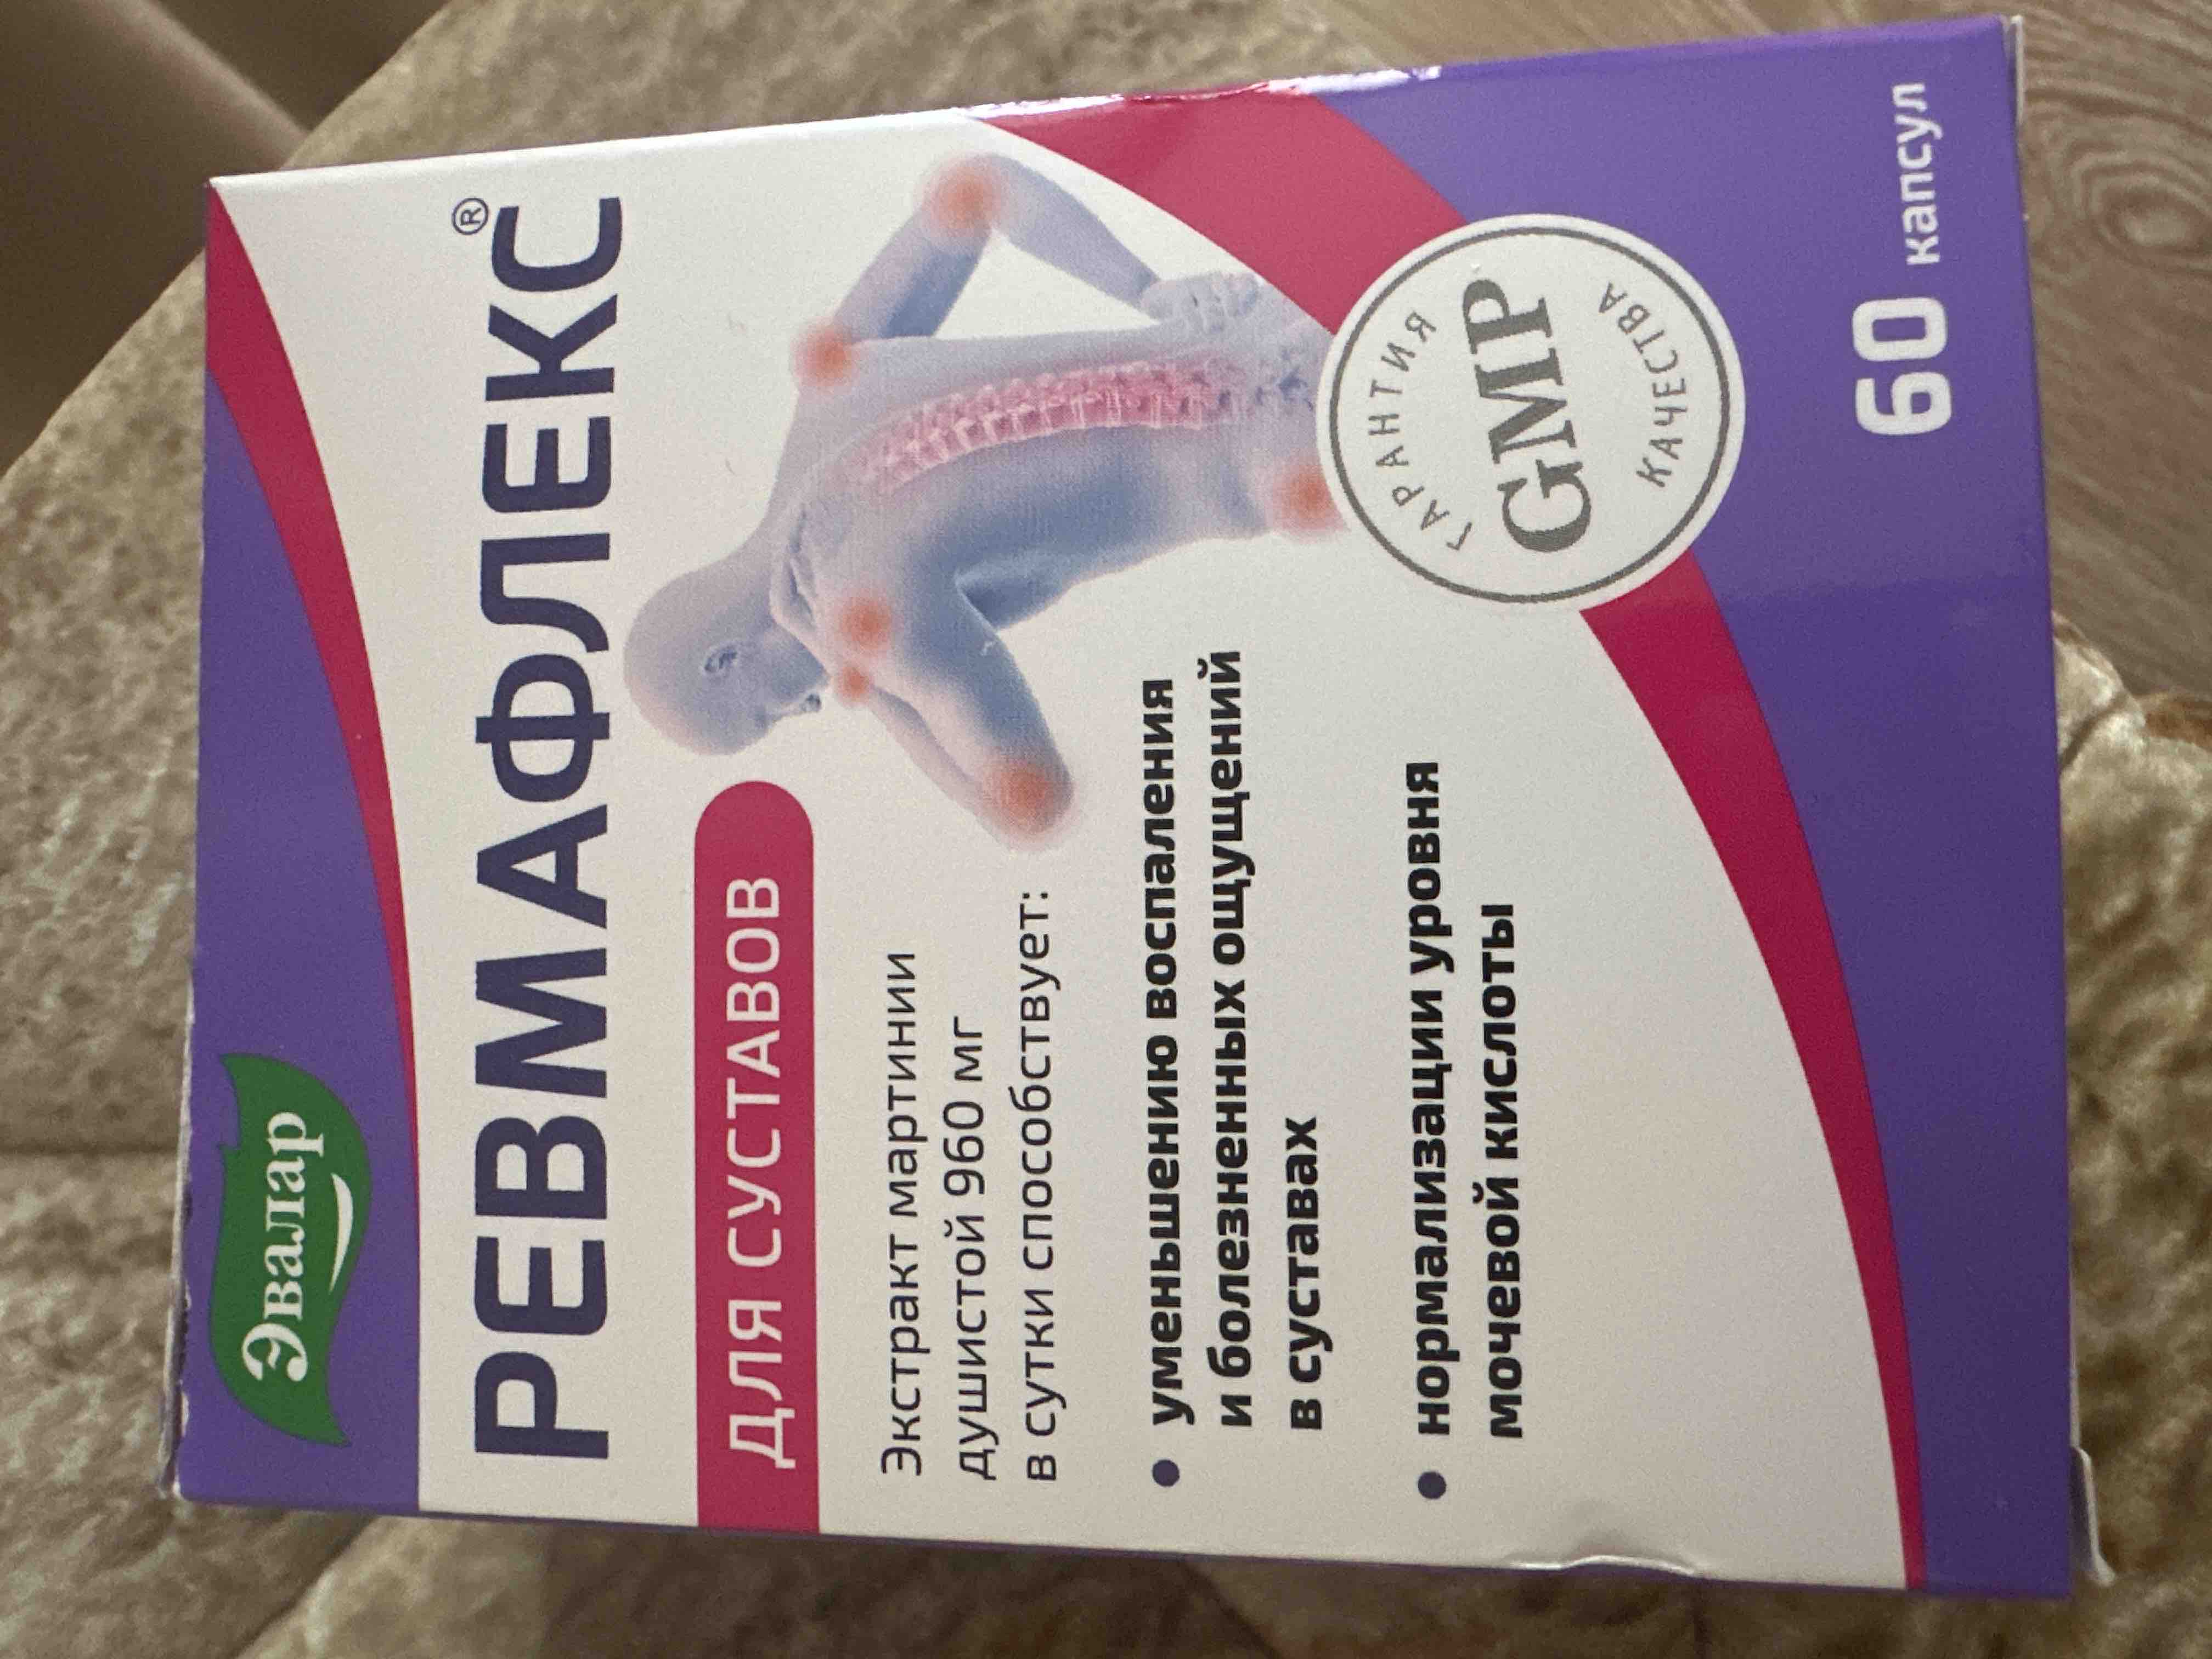 Эвалар
РЕВМАФЛЕКС®
ДЛЯ СУСТАВОВ
Экстракт мартинии
душистой 960 мг
в сутки способствует:
• уменьшению воспаления
и болезненных ощущений
в суставах
• нормализации уровня
мочевой кислоты
ГАРАНТИЯ
GMP
КАЧЕСТВА
60 капсул